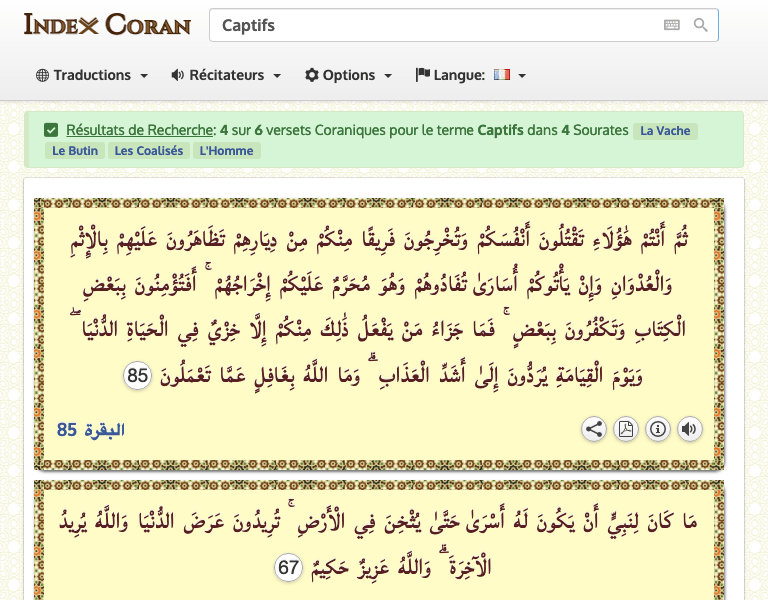 INDEX CORAN
Captifs
Traductions
Récitateurs
Options
Langue:
Résultats de Recherche: 4 sur 6 versets Coraniques pour le terme Captifs dans 4 Sourates La Vache
Le Butin Les Coalisés L'Homme
ثُمَّ أَنْتُمْ هَٰؤُلَاءِ تَقْتُلُونَ أَنْفُسَكُمْ وَتُخْرِجُونَ فَرِيقًا مِنْكُمْ مِنْ دِيَارِهِمْ تَظَاهَرُونَ عَلَيْهِمْ بِالْإِثْمِ
وَالْعُدْوَانِ وَإِنْ يَأْتُوكُمْ أُسَارَىٰ تُفَادُوهُمْ وَهُوَ مُحَرَّمٌ عَلَيْكُمْ إِخْرَاجُهُمْ ۚ أَفَتُؤْمِنُونَ بِبَعْضِ
الْكِتَابِ وَتَكْفُرُونَ بِبَعْضٍ ۚ فَمَا جَزَاءُ مَنْ يَفْعَلُ ذَٰلِكَ مِنْكُمْ إِلَّا خِزْيٌ فِي الْحَيَاةِ الدُّنْيَا ۖ
وَيَوْمَ الْقِيَامَةِ يُرَدُّونَ إِلَىٰ أَشَدِّ الْعَذَابِ ۗ وَمَا اللَّهُ بِغَافِلٍ عَمَّا تَعْمَلُونَ 85
البقرة 85
مَا كَانَ لِنَبِيٍّ أَنْ يَكُونَ لَهُ أَسْرَىٰ حَتَّىٰ يُثْخِنَ فِي الْأَرْضِ ۚ تُرِيدُونَ عَرَضَ الدُّنْيَا وَاللَّهُ يُرِيدُ
الْآخِرَةَ ۗ وَاللَّهُ عَزِيزٌ حَكِيمٌ 67